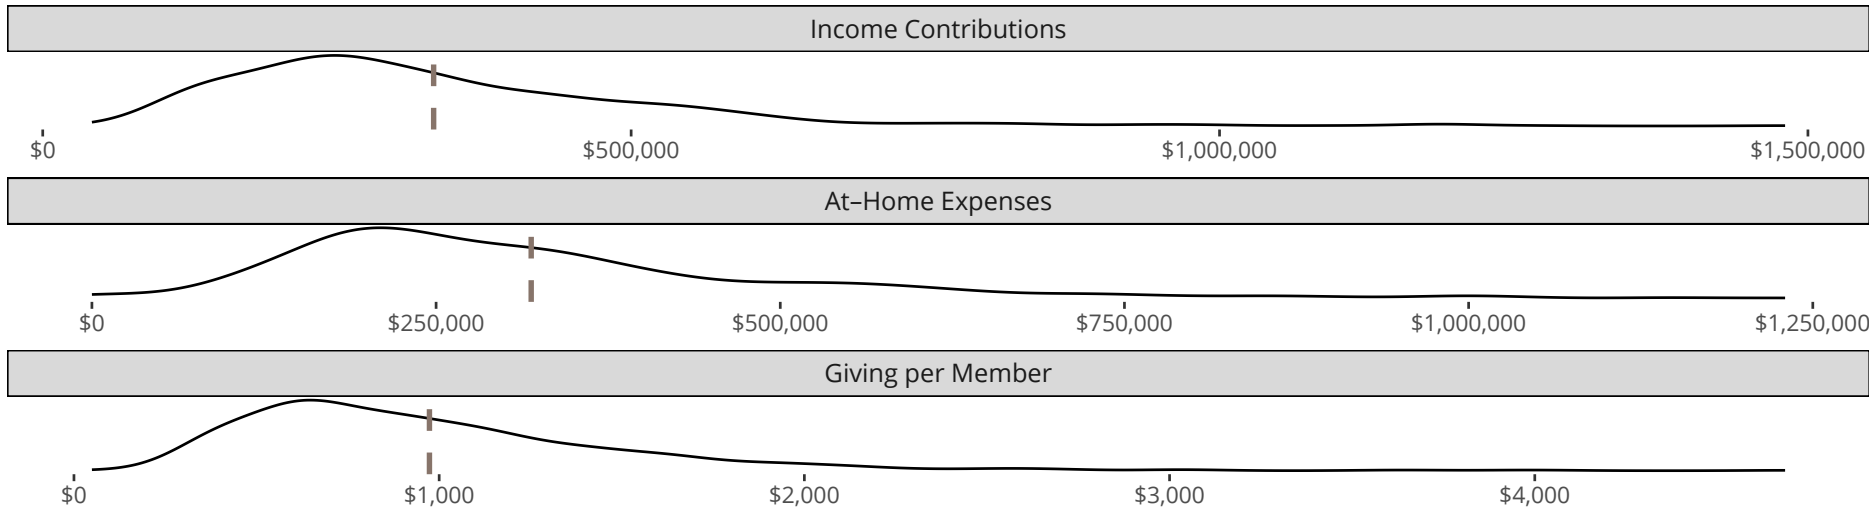 Income Contributions
$0 $500,000 $1,000,000 $1,500,000
At–Home Expenses
$0 $250,000 $500,000 $750,000 $1,000,000 $1,250,000
Giving per Member
$0 $1,000 $2,000 $3,000 $4,000